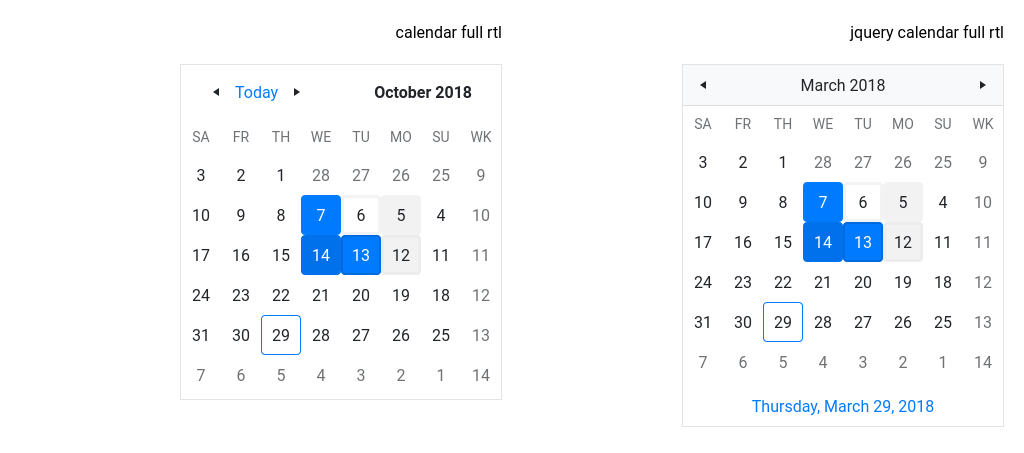 calendar full rtl
Today October 2018
SA FR TH WE TU MO SU WK
3 2 1 28 27 26 25 9
10 9 8 7 6 5 4 10
17 16 15 14 13 12 11 11
24 23 22 21 20 19 18 12
31 30 29 28 27 26 25 13
7 6 5 4 3 2 1 14
jquery calendar full rtl
March 2018
SA FR TH WE TU MO SU WK
3 2 1 28 27 26 25 9
10 9 8 7 6 5 4 10
17 16 15 14 13 12 11 11
24 23 22 21 20 19 18 12
31 30 29 28 27 26 25 13
7 6 5 4 3 2 1 14
Thursday, March 29, 2018